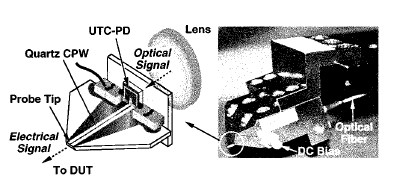 UTC-PD
Lens
Optical
Signal
Quartz CPW
Probe Tip
Electrical
Signal
To DUT
Optical
Fiber
DC Bias